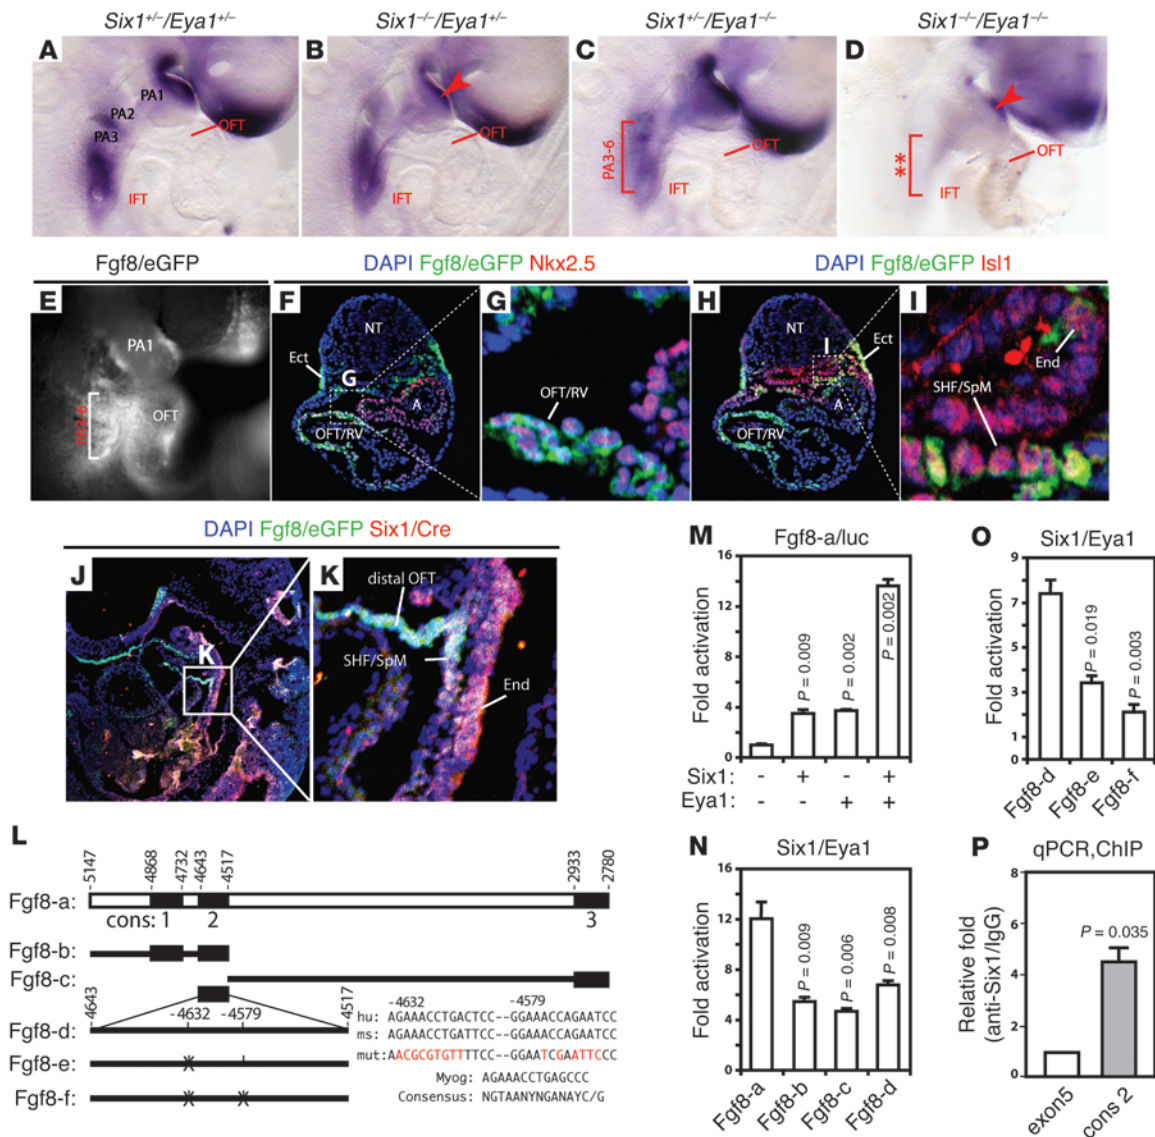 Six1+/–/Eya1+/– Six1–/–/Eya1+/– Six1+/–/Eya1–/– Six1–/–/Eya1–/–
A PA1 PA2 PA3 OFT IFT
B OFT IFT
C PA3-6 OFT IFT
D ** OFT IFT
Fgf8/eGFP
DAPI Fgf8/eGFP Nkx2.5
DAPI Fgf8/eGFP Isl1
E PA1 OFT
F NT Ect G A OFT/RV
G OFT/RV
H NT I Ect A OFT/RV
I End SHF/SpM
DAPI Fgf8/eGFP Six1/Cre
J K
K distal OFT SHF/SpM End
L
5147 4868 4732 4643 4517 2933 2780
Fgf8-a:
cons: 1 2 3
Fgf8-b:
Fgf8-c:
4643 -4632 -4579 4517
Fgf8-d:
Fgf8-e:
Fgf8-f:
-4632 -4579
hu: AGAAACCTGACTCC--GGAAACCAGAATCC
ms: AGAAACCTGATTCC--GGAAACCAGAATCC
mut:AACGCGTGTTTTCC--GGAATCGAATTCCC
Myog: AGAAACCTGAGCCC
Consensus: NGTAANYNGANAYC/G
M
Fgf8-a/luc
Fold activation
16
12
8
4
0
P = 0.009
P = 0.002
P = 0.002
Six1: - + - +
Eya1: - - + +
O
Six1/Eya1
Fold activation
9
6
3
0
P = 0.019
P = 0.003
Fgf8-d Fgf8-e Fgf8-f
N
Six1/Eya1
Fold activation
16
12
8
4
0
P = 0.009
P = 0.006
P = 0.008
Fgf8-a Fgf8-b Fgf8-c Fgf8-d
P
qPCR,ChIP
Relative fold
(anti-Six1/IgG)
8
6
4
2
0
P = 0.035
exon5 cons 2